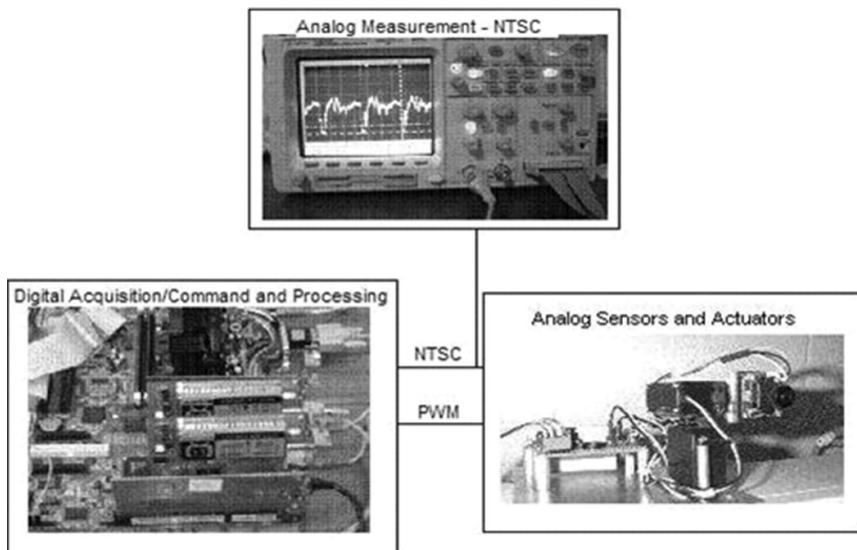 Analog Measurement - NTSC
Digital Acquisition/Command and Processing
Analog Sensors and Actuators
NTSC
PWM